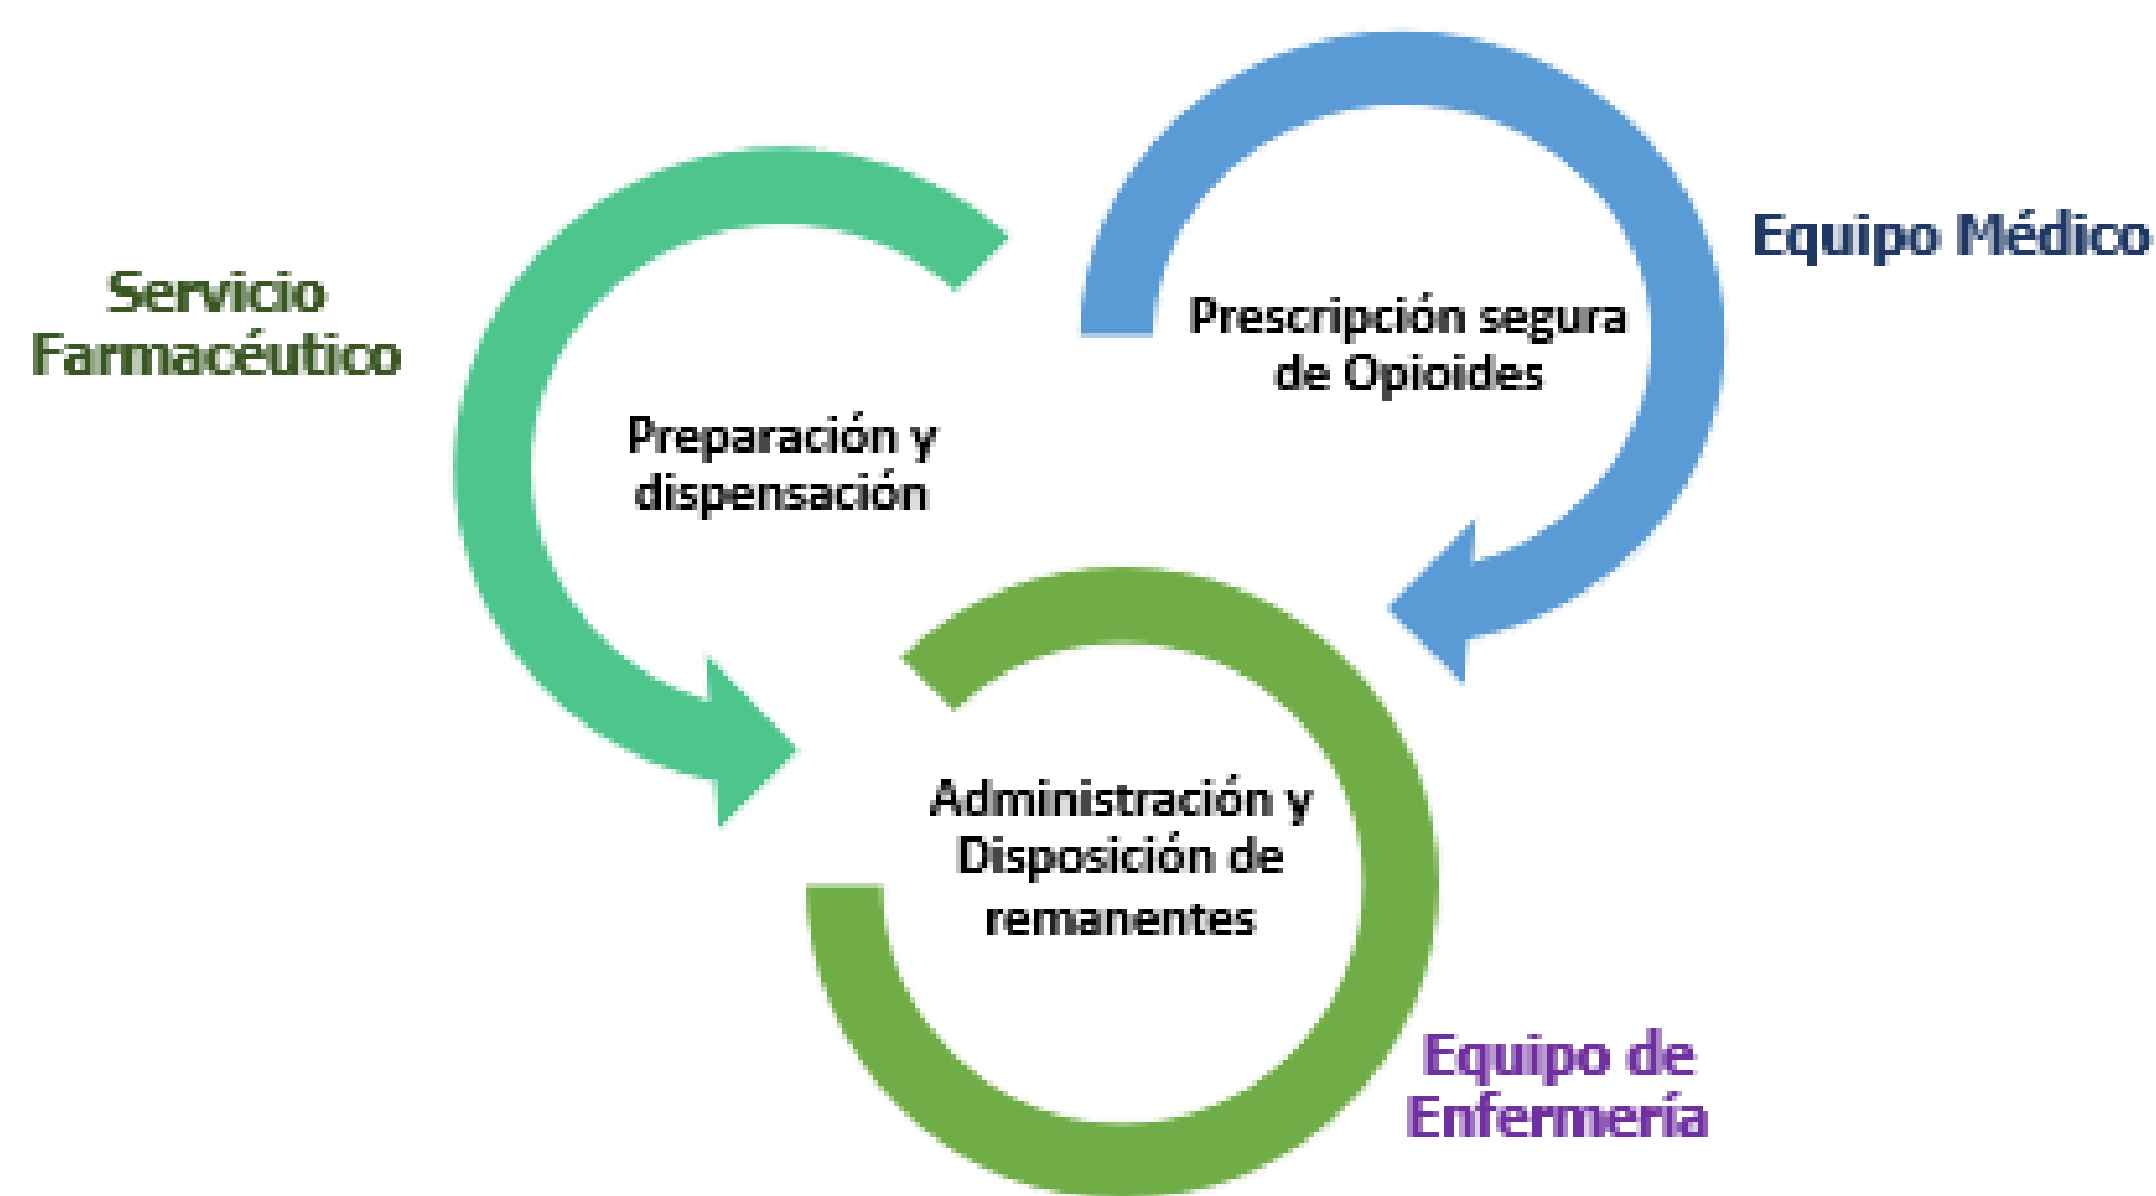 Equipo Médico
Prescripción segura
de Opioides
Servicio
Farmacéutico
Preparación y
dispensación
Administración y
Disposición de
remanentes
Equipo de
Enfermería